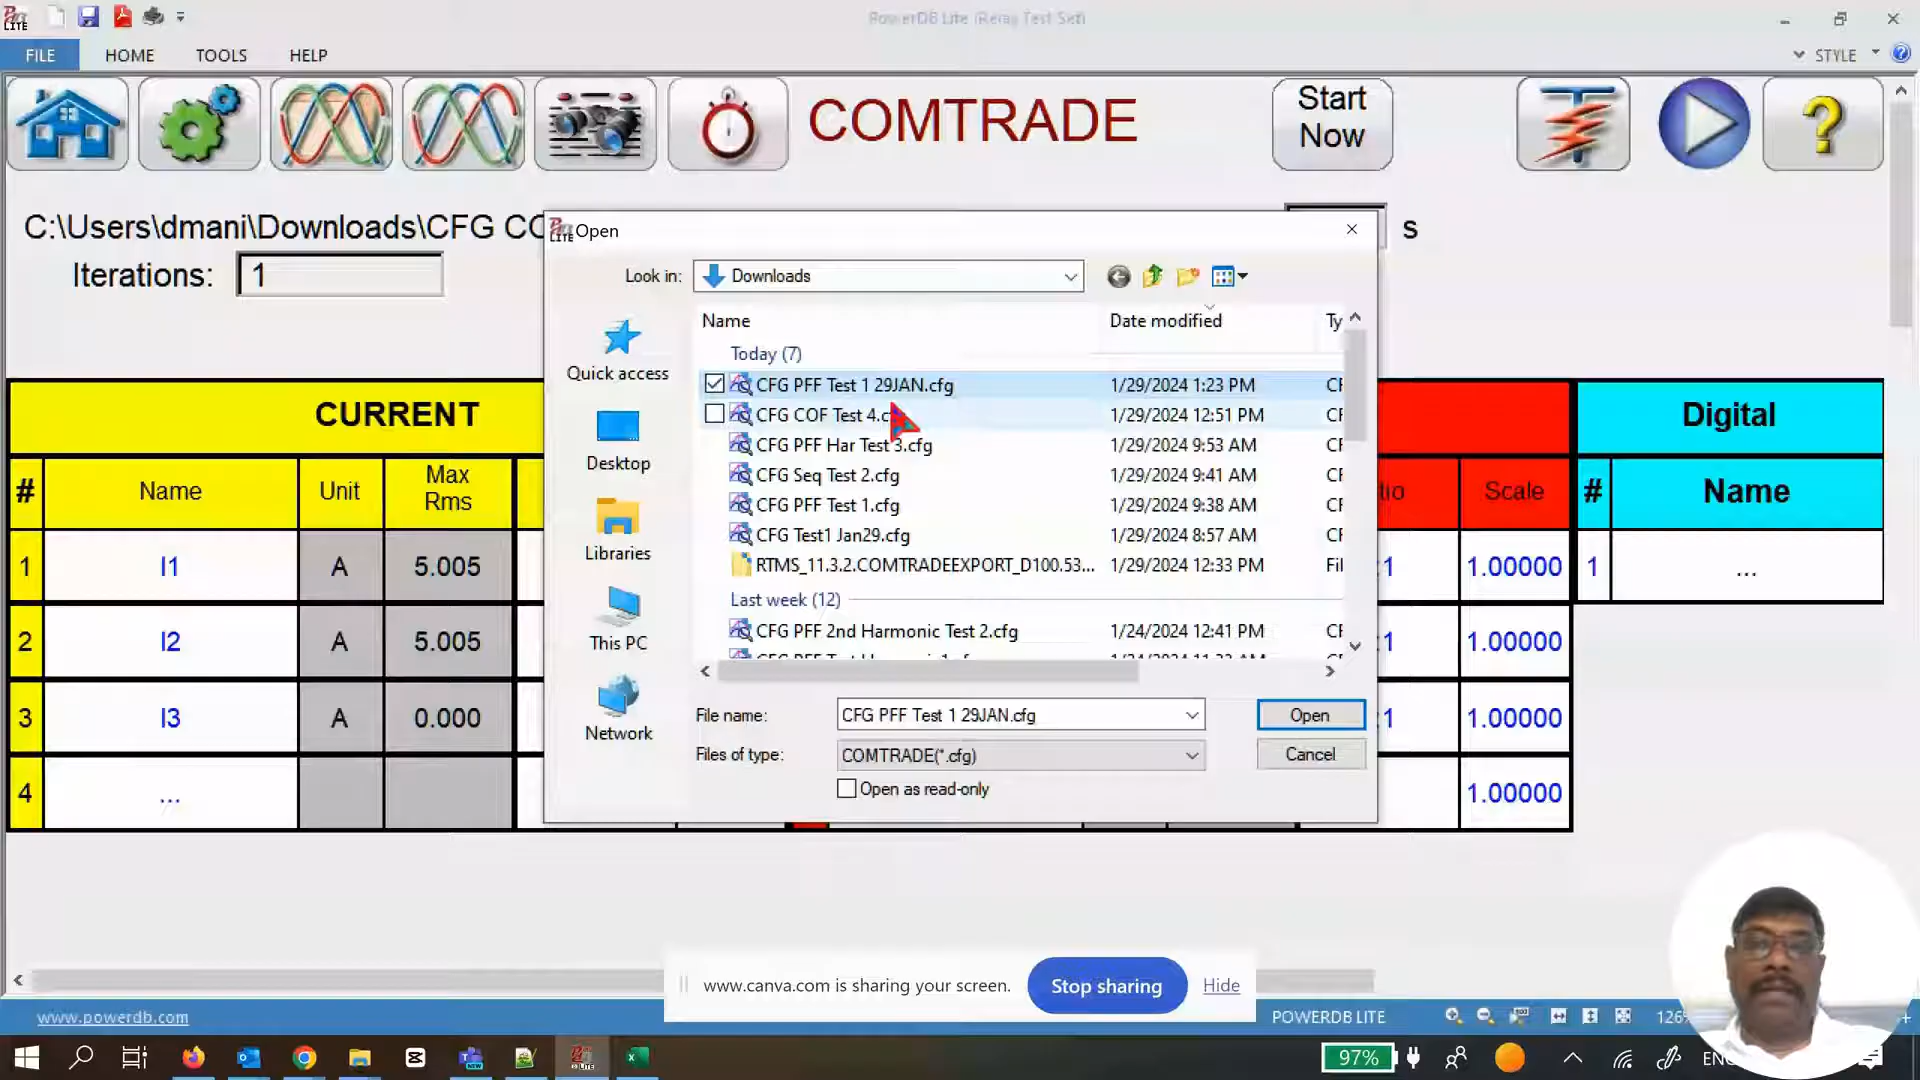 LITE
PowerDB Lite (Relay Test Set)
FILE
HOME
TOOLS
HELP
STYLE
COMTRADE
Start
Now
C:\Users\dmani\Downloads\CFG CO
s
Iterations:
1
LITE
Open
Look in:
Downloads
Name
Date modified
Ty
Today (7)
CFG PFF Test 1 29JAN.cfg
1/29/2024 1:23 PM
CF
CFG COF Test 4.c
1/29/2024 12:51 PM
CF
CFG PFF Har Test 3.cfg
1/29/2024 9:53 AM
CF
CFG Seq Test 2.cfg
1/29/2024 9:41 AM
CF
CFG PFF Test 1.cfg
1/29/2024 9:38 AM
CF
CFG Test1 Jan29.cfg
1/29/2024 8:57 AM
CF
RTMS_11.3.2.COMTRADEEXPORT_D100.53...
1/29/2024 12:33 PM
Fil
Last week (12)
CFG PFF 2nd Harmonic Test 2.cfg
1/24/2024 12:41 PM
CF
Quick access
Desktop
Libraries
This PC
Network
File name:
CFG PFF Test 1 29JAN.cfg
Open
Files of type:
COMTRADE(*.cfg)
Cancel
Open as read-only
CURRENT
Digital
#
Name
Unit
Max
Rms
tio
Scale
#
Name
1
I1
A
5.005
:1
1.00000
1
...
2
I2
A
5.005
:1
1.00000
3
I3
A
0.000
:1
1.00000
4
...
1.00000
www.canva.com is sharing your screen.
Stop sharing
Hide
www.powerdb.com
POWERDB LITE
126%
97%
ENG